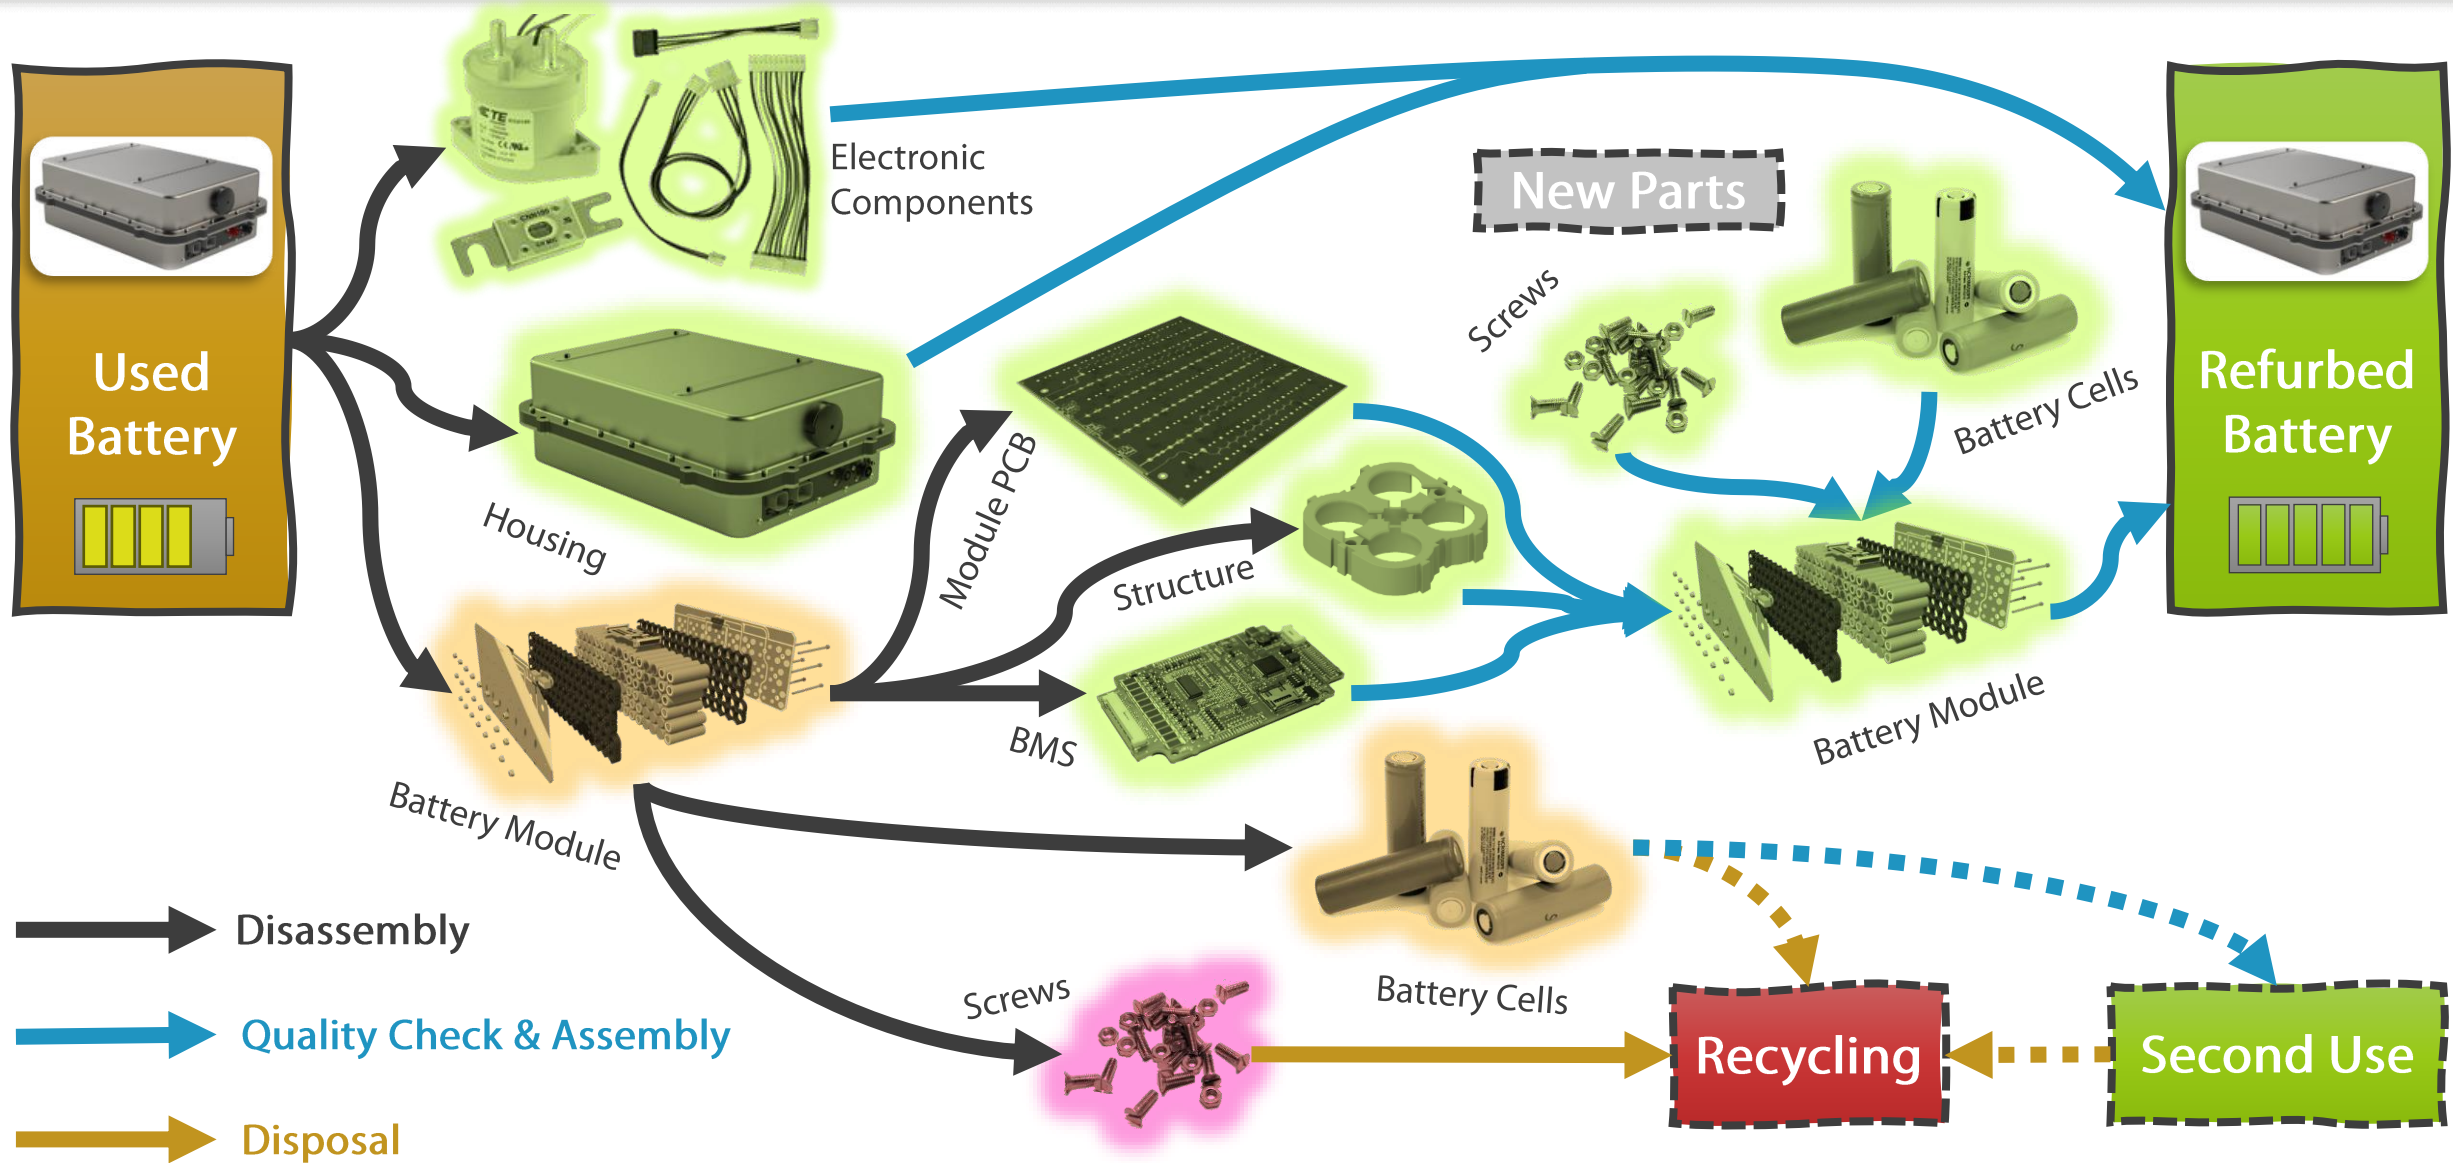 Used
Battery
TE
Electronic
Components
Housing
Battery Module
Module PCB
Structure
BMS
New Parts
Screws
Battery Cells
Battery Module
Refurbed
Battery
Battery Cells
Screws
Recycling
Second Use
Disassembly
Quality Check & Assembly
Disposal